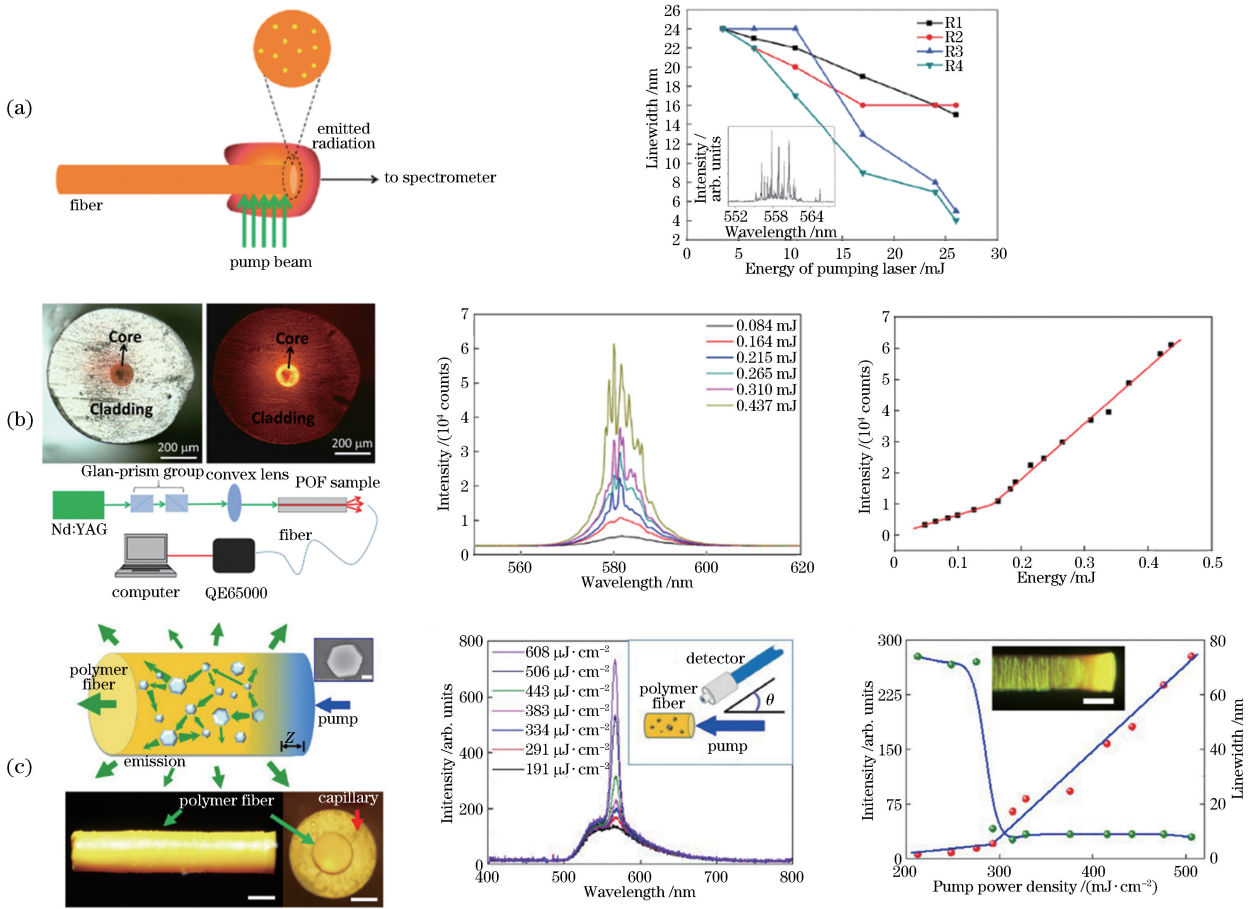 (a)
emitted
radiation
to spectrometer
fiber
pump beam
26
24
22
20
18
16
14
12
10
8
6
4
2
Linewidth /nm
R1
R2
R3
R4
Intensity /
arb. units
552 558 564
Wavelength /nm
0 5 10 15 20 25 30
Energy of pumping laser /mJ
(b)
Core
Cladding
200 μm
Core
Cladding
200 μm
Glan-prism group
convex lens
POF sample
Nd:YAG
fiber
computer
QE65000
7
6
5
4
3
2
1
0
Intensity /(10⁴ counts)
0.084 mJ
0.164 mJ
0.215 mJ
0.265 mJ
0.310 mJ
0.437 mJ
560 580 600 620
Wavelength /nm
7
6
5
4
3
2
1
0
Intensity /(10⁴ counts)
0 0.1 0.2 0.3 0.4 0.5
Energy /mJ
(c)
polymer
fiber
pump
Z
emission
polymer fiber
capillary
800
600
400
200
0
Initensity /arb. units
608 μJ·cm⁻²
506 μJ·cm⁻²
443 μJ·cm⁻²
383 μJ·cm⁻²
334 μJ·cm⁻²
291 μJ·cm⁻²
191 μJ·cm⁻²
detector
polymer
fiber
θ
pump
400 500 600 700 800
Wavelength /nm
300
225
150
75
0
Initensity /arb. units
80
60
40
20
0
Linewidth /nm
200 300 400 500
Pump power density /(mJ·cm⁻²)